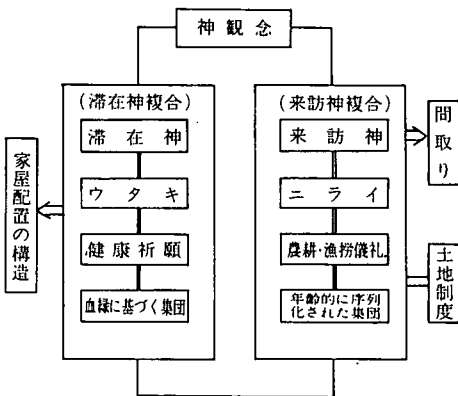 神観念
(滞在神複合)
滞在神
ウタキ
健康祈願
血縁に基づく集団
家屋配置の構造
(来訪神複合)
来訪神
ニライ
農耕・漁撈儀礼
年齢的に序列
化された集団
間取り
土地制度